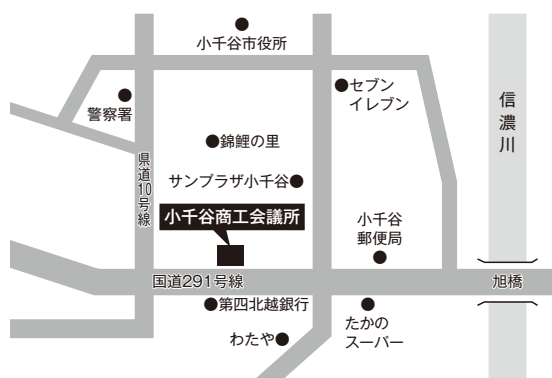 小千谷市役所
セブン
イレブン
警察署
信濃川
錦鯉の里
県道10号線
サンプラザ小千谷
小千谷商工会議所
小千谷
郵便局
国道291号線
旭橋
第四北越銀行
たかの
スーパー
わたや